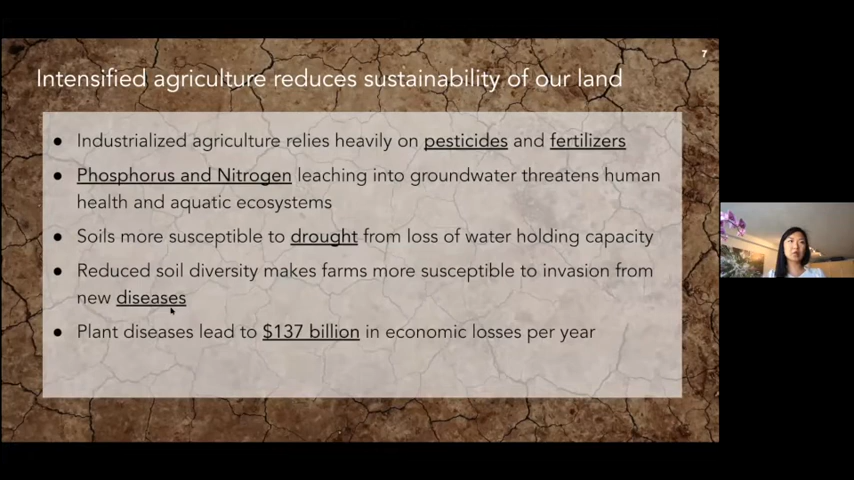 7
Intensified agriculture reduces sustainability of our land
● Industrialized agriculture relies heavily on pesticides and fertilizers
● Phosphorus and Nitrogen leaching into groundwater threatens human
health and aquatic ecosystems
● Soils more susceptible to drought from loss of water holding capacity
● Reduced soil diversity makes farms more susceptible to invasion from
new diseases
● Plant diseases lead to $137 billion in economic losses per year